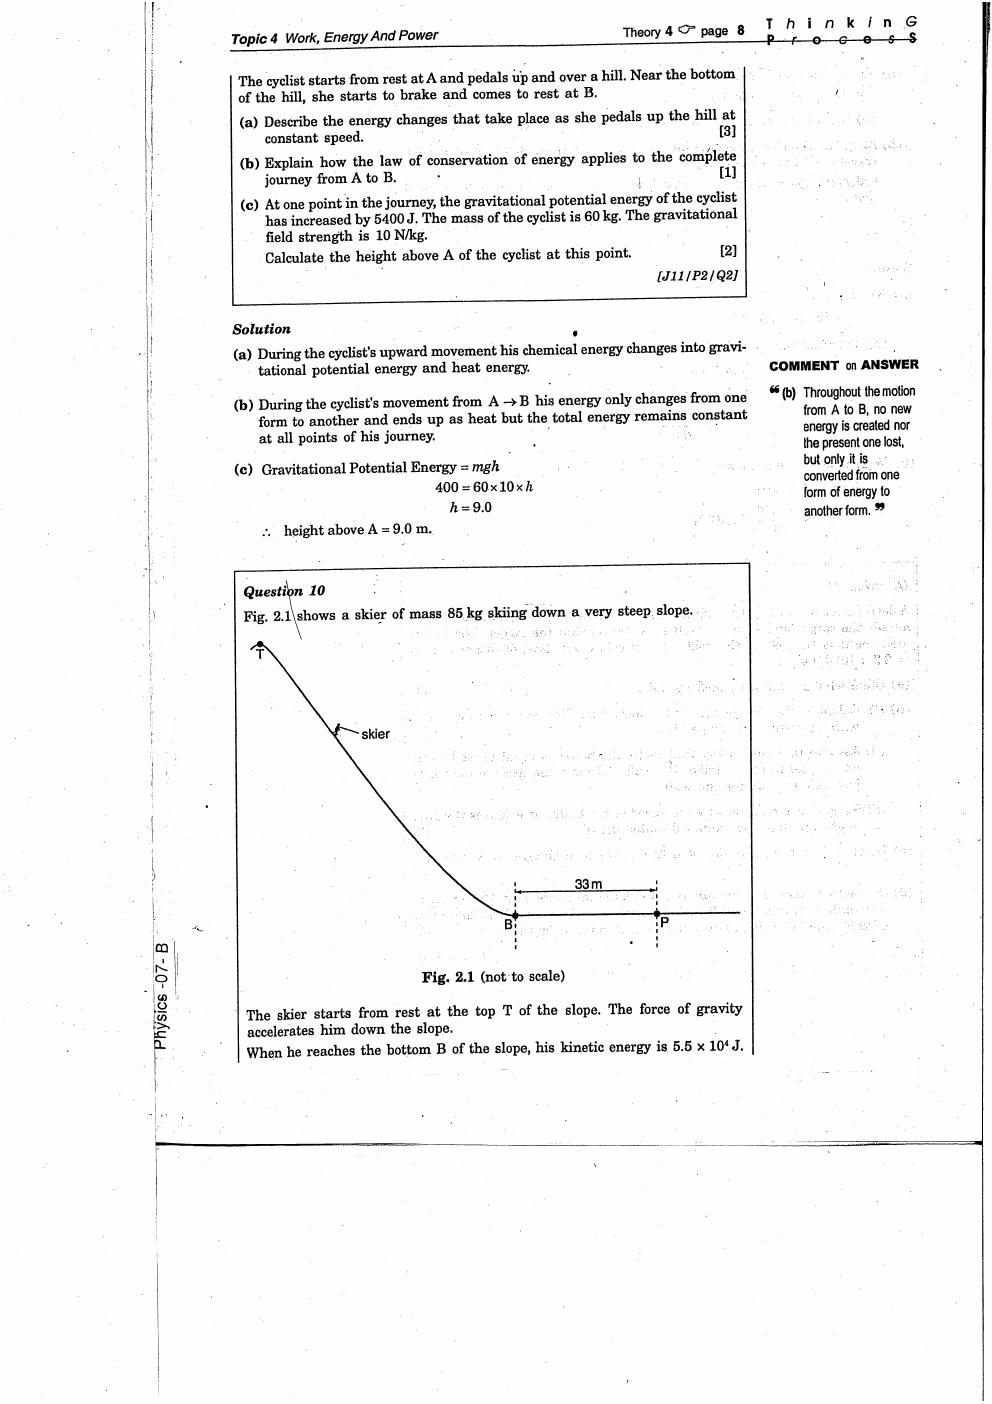 Topic 4 Work, Energy And Power
Theory 4 ☞ page 8
T h i n k i n G
P r o c e s S
The cyclist starts from rest at A and pedals up and over a hill. Near the bottom
of the hill, she starts to brake and comes to rest at B.
(a) Describe the energy changes that take place as she pedals up the hill at
constant speed. [3]
(b) Explain how the law of conservation of energy applies to the complete
journey from A to B. [1]
(c) At one point in the journey, the gravitational potential energy of the cyclist
has increased by 5400 J. The mass of the cyclist is 60 kg. The gravitational
field strength is 10 N/kg.
Calculate the height above A of the cyclist at this point. [2]
[J11/P2/Q2]
Solution
(a) During the cyclist's upward movement his chemical energy changes into gravi-
tational potential energy and heat energy.
(b) During the cyclist's movement from A → B his energy only changes from one
form to another and ends up as heat but the total energy remains constant
at all points of his journey.
(c) Gravitational Potential Energy = mgh
400 = 60 × 10 × h
h = 9.0
∴ height above A = 9.0 m.
COMMENT on ANSWER
❝ (b) Throughout the motion
from A to B, no new
energy is created nor
the present one lost,
but only it is
converted from one
form of energy to
another form. ❞
Question 10
Fig. 2.1 shows a skier of mass 85 kg skiing down a very steep slope.
T
skier
33 m
B
P
Fig. 2.1 (not to scale)
The skier starts from rest at the top T of the slope. The force of gravity
accelerates him down the slope.
When he reaches the bottom B of the slope, his kinetic energy is 5.5 × 10⁴ J.
Physics -07- B